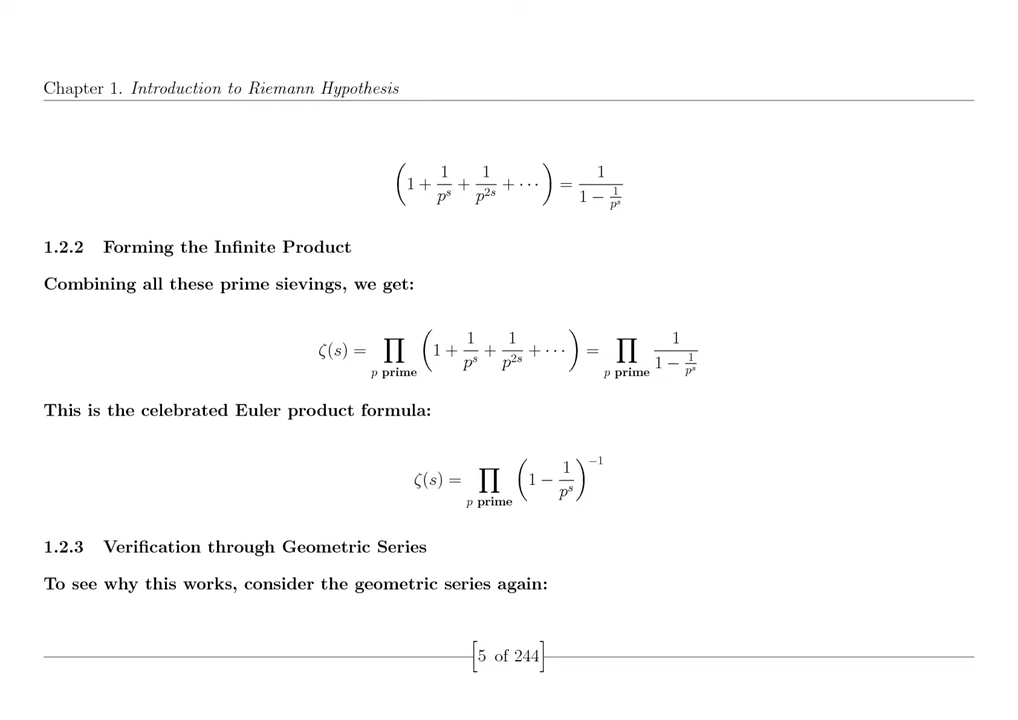 Chapter 1. Introduction to Riemann Hypothesis
(1 + 1/p^s + 1/p^{2s} + ⋯) = 1/(1 − 1/p^s)
1.2.2 Forming the Infinite Product
Combining all these prime sievings, we get:
ζ(s) = ∏_{p prime} (1 + 1/p^s + 1/p^{2s} + ⋯) = ∏_{p prime} 1/(1 − 1/p^s)
This is the celebrated Euler product formula:
ζ(s) = ∏_{p prime} (1 − 1/p^s)^{−1}
1.2.3 Verification through Geometric Series
To see why this works, consider the geometric series again:
[5 of 244]